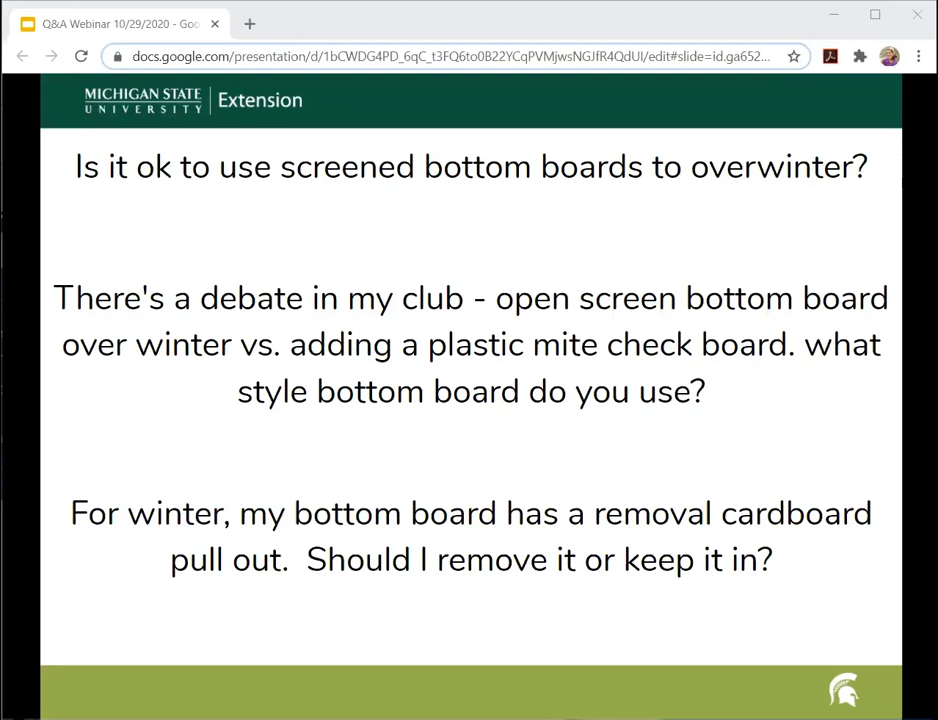 Q&A Webinar 10/29/2020 - Goo
docs.google.com/presentation/d/1bCWDG4PD_6qC_t3FQ6to0B22YCqPVMjwsNGJfR4QdUI/edit#slide=id.ga652...
MICHIGAN STATE
UNIVERSITY
Extension
Is it ok to use screened bottom boards to overwinter?
There's a debate in my club - open screen bottom board
over winter vs. adding a plastic mite check board. what
style bottom board do you use?
For winter, my bottom board has a removal cardboard
pull out. Should I remove it or keep it in?